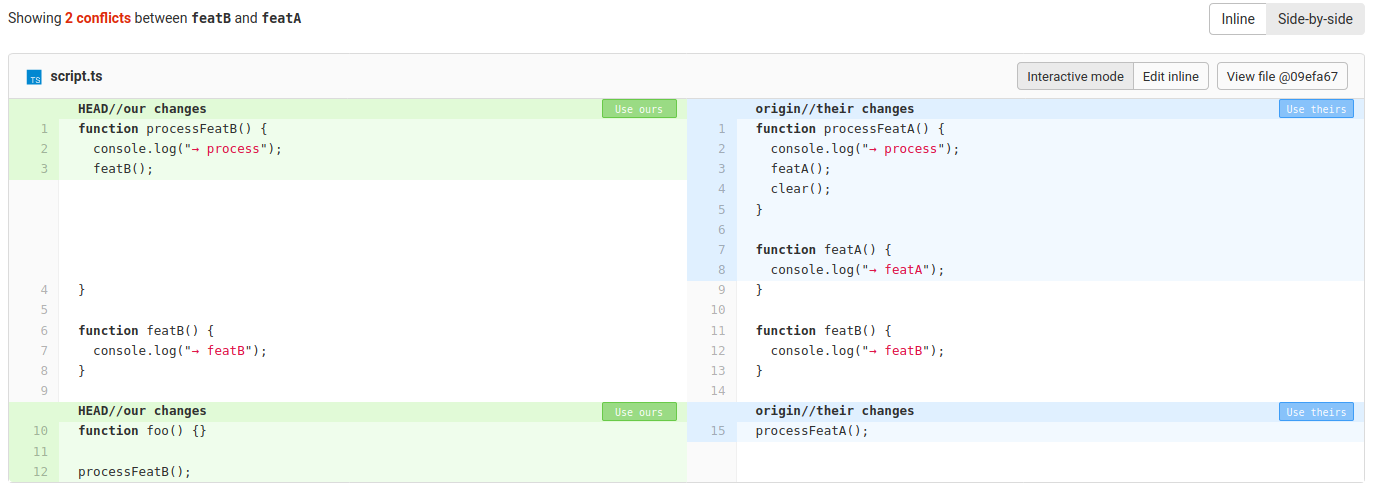 Showing 2 conflicts between featB and featA
Inline Side-by-side
TS script.ts
Interactive mode Edit inline View file @09efa67
HEAD//our changes Use ours
1 function processFeatB() {
2 console.log("→ process");
3 featB();
4 }
5
6 function featB() {
7 console.log("→ featB");
8 }
9
HEAD//our changes Use ours
10 function foo() {}
11
12 processFeatB();
origin//their changes Use theirs
1 function processFeatA() {
2 console.log("→ process");
3 featA();
4 clear();
5 }
6
7 function featA() {
8 console.log("→ featA");
9 }
10
11 function featB() {
12 console.log("→ featB");
13 }
14
origin//their changes Use theirs
15 processFeatA();